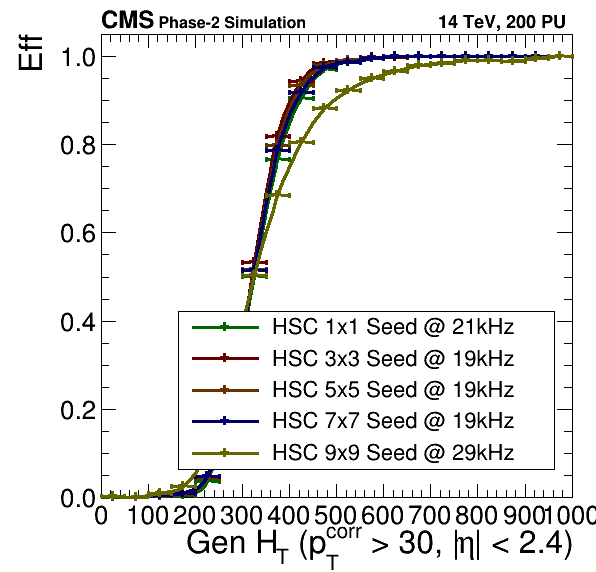 CMS Phase-2 Simulation 14 TeV, 200 PU
Eff
1.0
0.8
0.6
0.4
0.2
0.0
HSC 1x1 Seed @ 21kHz
HSC 3x3 Seed @ 19kHz
HSC 5x5 Seed @ 19kHz
HSC 7x7 Seed @ 19kHz
HSC 9x9 Seed @ 29kHz
0 100 200 300 400 500 600 700 800 900 1000
Gen H_T (p_T^corr > 30, |η| < 2.4)